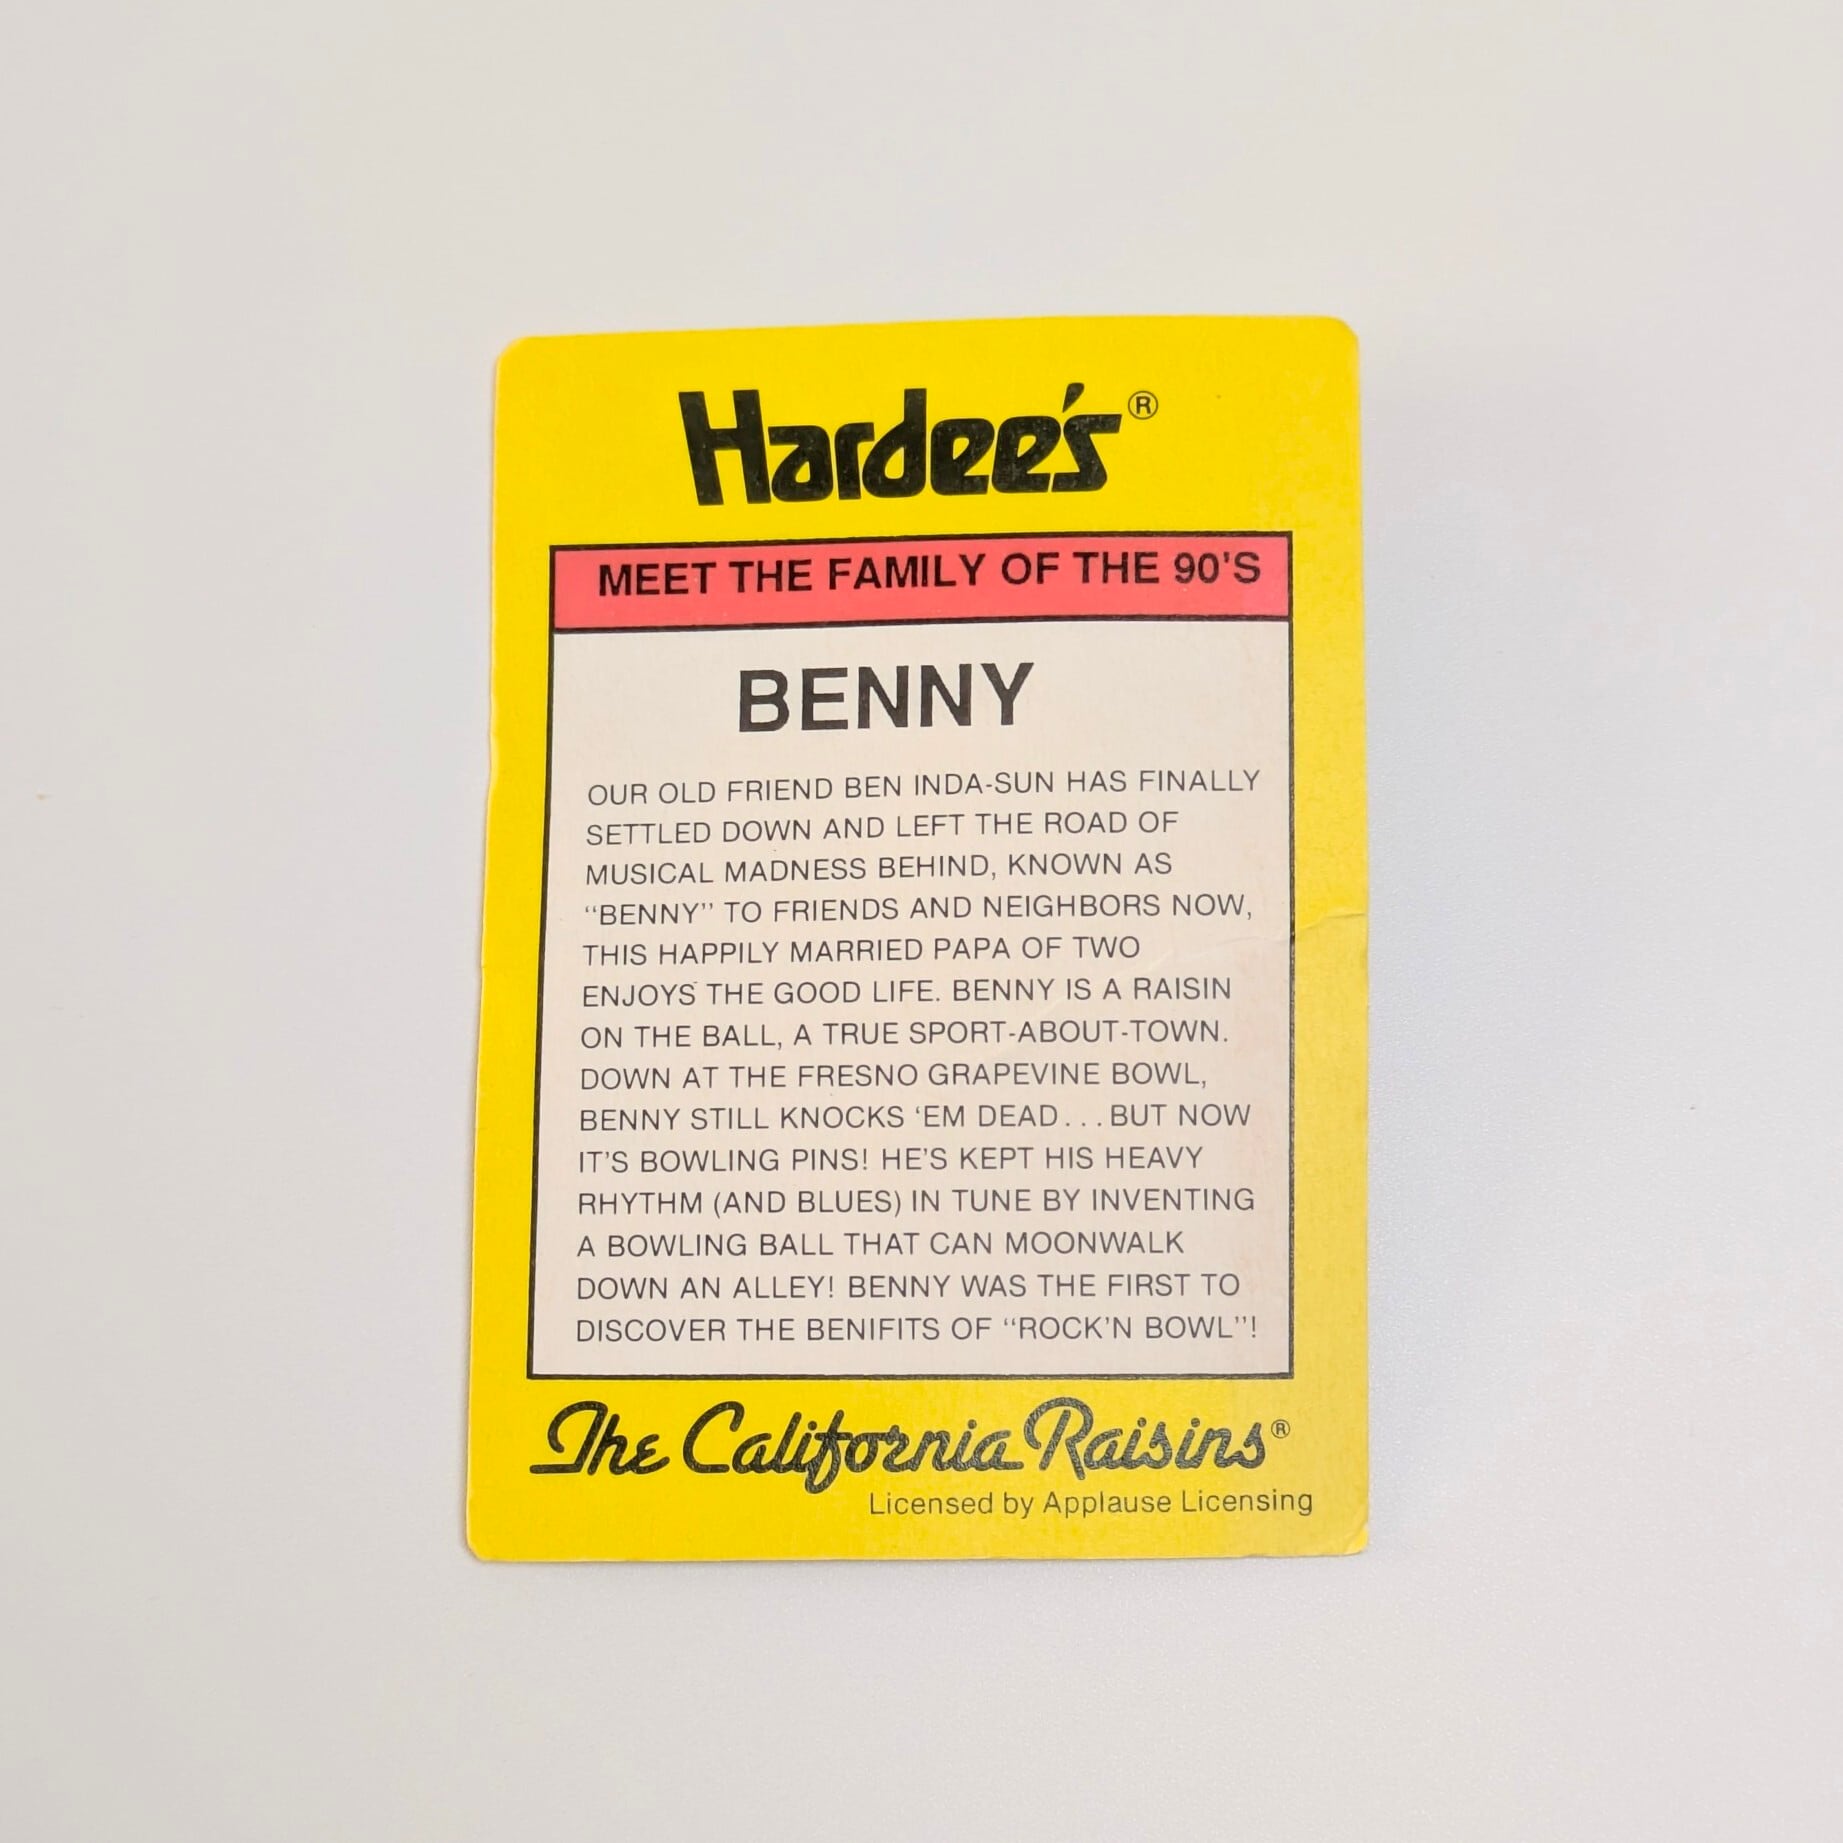 Hardee's®
MEET THE FAMILY OF THE 90'S
BENNY
OUR OLD FRIEND BEN INDA-SUN HAS FINALLY
SETTLED DOWN AND LEFT THE ROAD OF
MUSICAL MADNESS BEHIND, KNOWN AS
“BENNY” TO FRIENDS AND NEIGHBORS NOW,
THIS HAPPILY MARRIED PAPA OF TWO
ENJOYS THE GOOD LIFE. BENNY IS A RAISIN
ON THE BALL, A TRUE SPORT-ABOUT-TOWN.
DOWN AT THE FRESNO GRAPEVINE BOWL,
BENNY STILL KNOCKS ‘EM DEAD...BUT NOW
IT'S BOWLING PINS! HE'S KEPT HIS HEAVY
RHYTHM (AND BLUES) IN TUNE BY INVENTING
A BOWLING BALL THAT CAN MOONWALK
DOWN AN ALLEY! BENNY WAS THE FIRST TO
DISCOVER THE BENIFITS OF “ROCK'N BOWL”!
The California Raisins®
Licensed by Applause Licensing